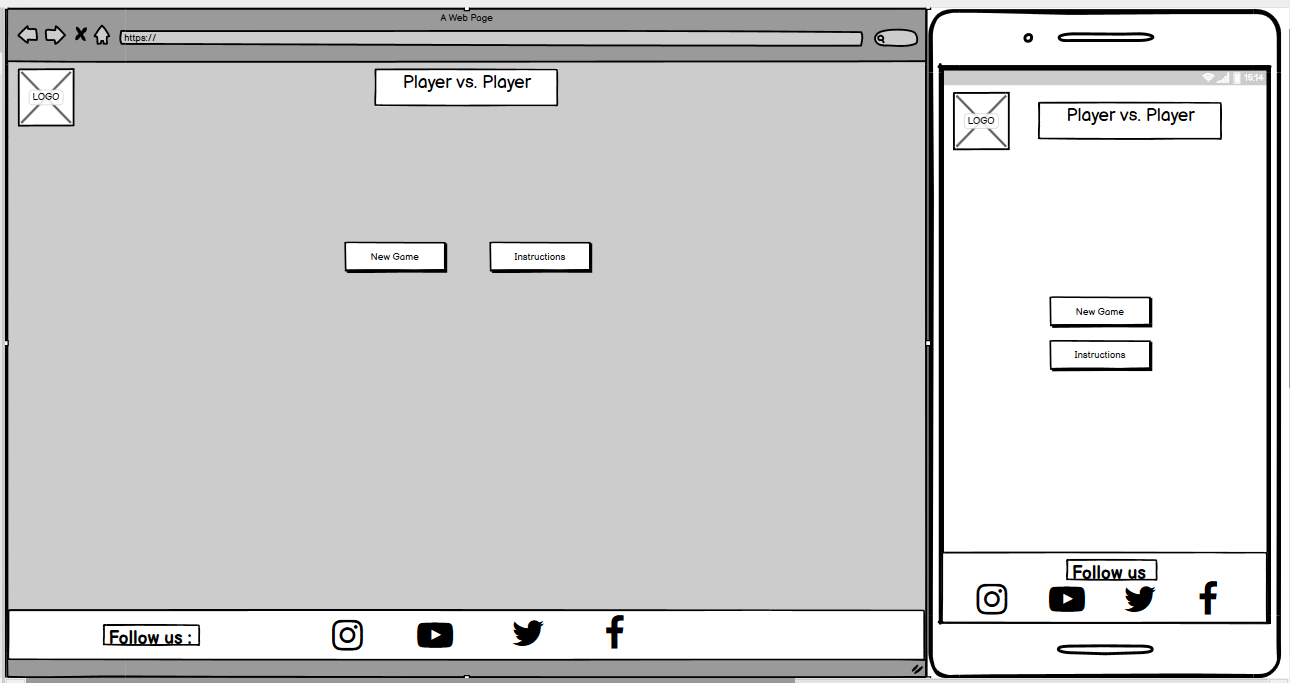 A Web Page
https://
LOGO
Player vs. Player
New Game
Instructions
Follow us :
15:14
LOGO
Player vs. Player
New Game
Instructions
Follow us